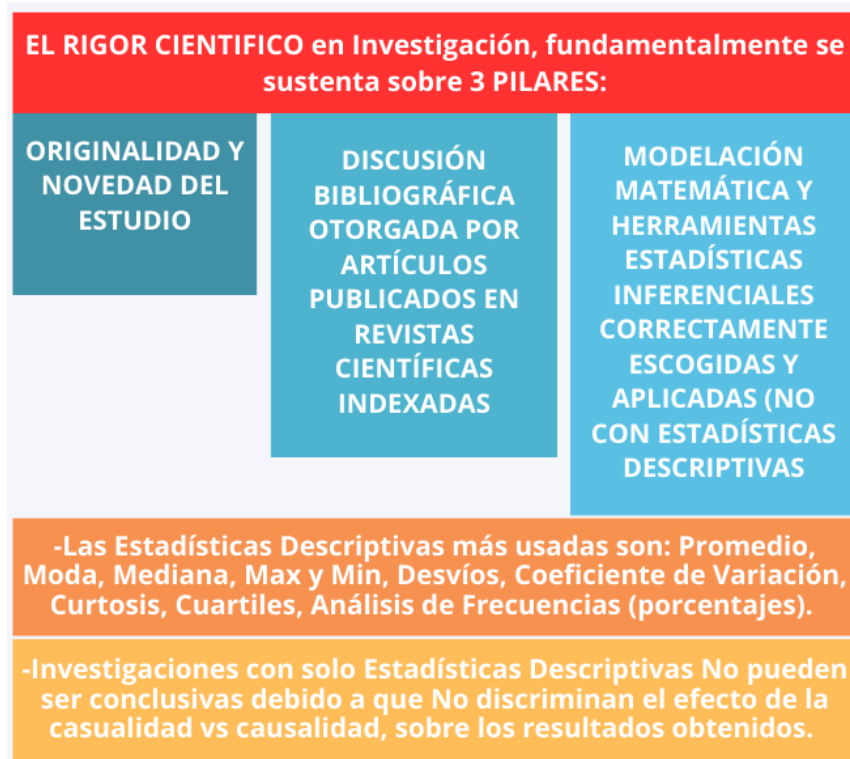 EL RIGOR CIENTIFICO en Investigación, fundamentalmente se
sustenta sobre 3 PILARES:
ORIGINALIDAD Y
NOVEDAD DEL
ESTUDIO
DISCUSIÓN
BIBLIOGRÁFICA
OTORGADA POR
ARTÍCULOS
PUBLICADOS EN
REVISTAS
CIENTÍFICAS
INDEXADAS
MODELACIÓN
MATEMÁTICA Y
HERRAMIENTAS
ESTADÍSTICAS
INFERENCIALES
CORRECTAMENTE
ESCOGIDAS Y
APLICADAS (NO
CON ESTADÍSTICAS
DESCRIPTIVAS
-Las Estadísticas Descriptivas más usadas son: Promedio,
Moda, Mediana, Max y Min, Desvíos, Coeficiente de Variación,
Curtosis, Cuartiles, Análisis de Frecuencias (porcentajes).
-Investigaciones con solo Estadísticas Descriptivas No pueden
ser conclusivas debido a que No discriminan el efecto de la
casualidad vs causalidad, sobre los resultados obtenidos.